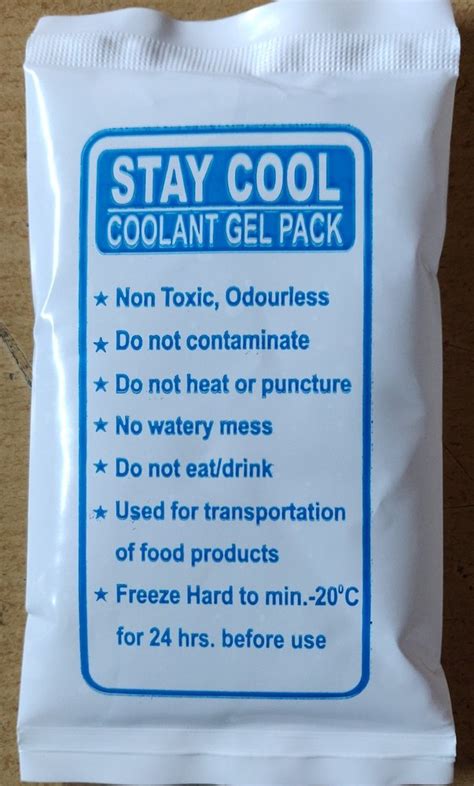 STAY COOL
COOLANT GEL PACK
★ Non Toxic, Odourless
★ Do not contaminate
★ Do not heat or puncture
★ No watery mess
★ Do not eat/drink
★ Used for transportation
of food products
★ Freeze Hard to min.-20⁰C
for 24 hrs. before use